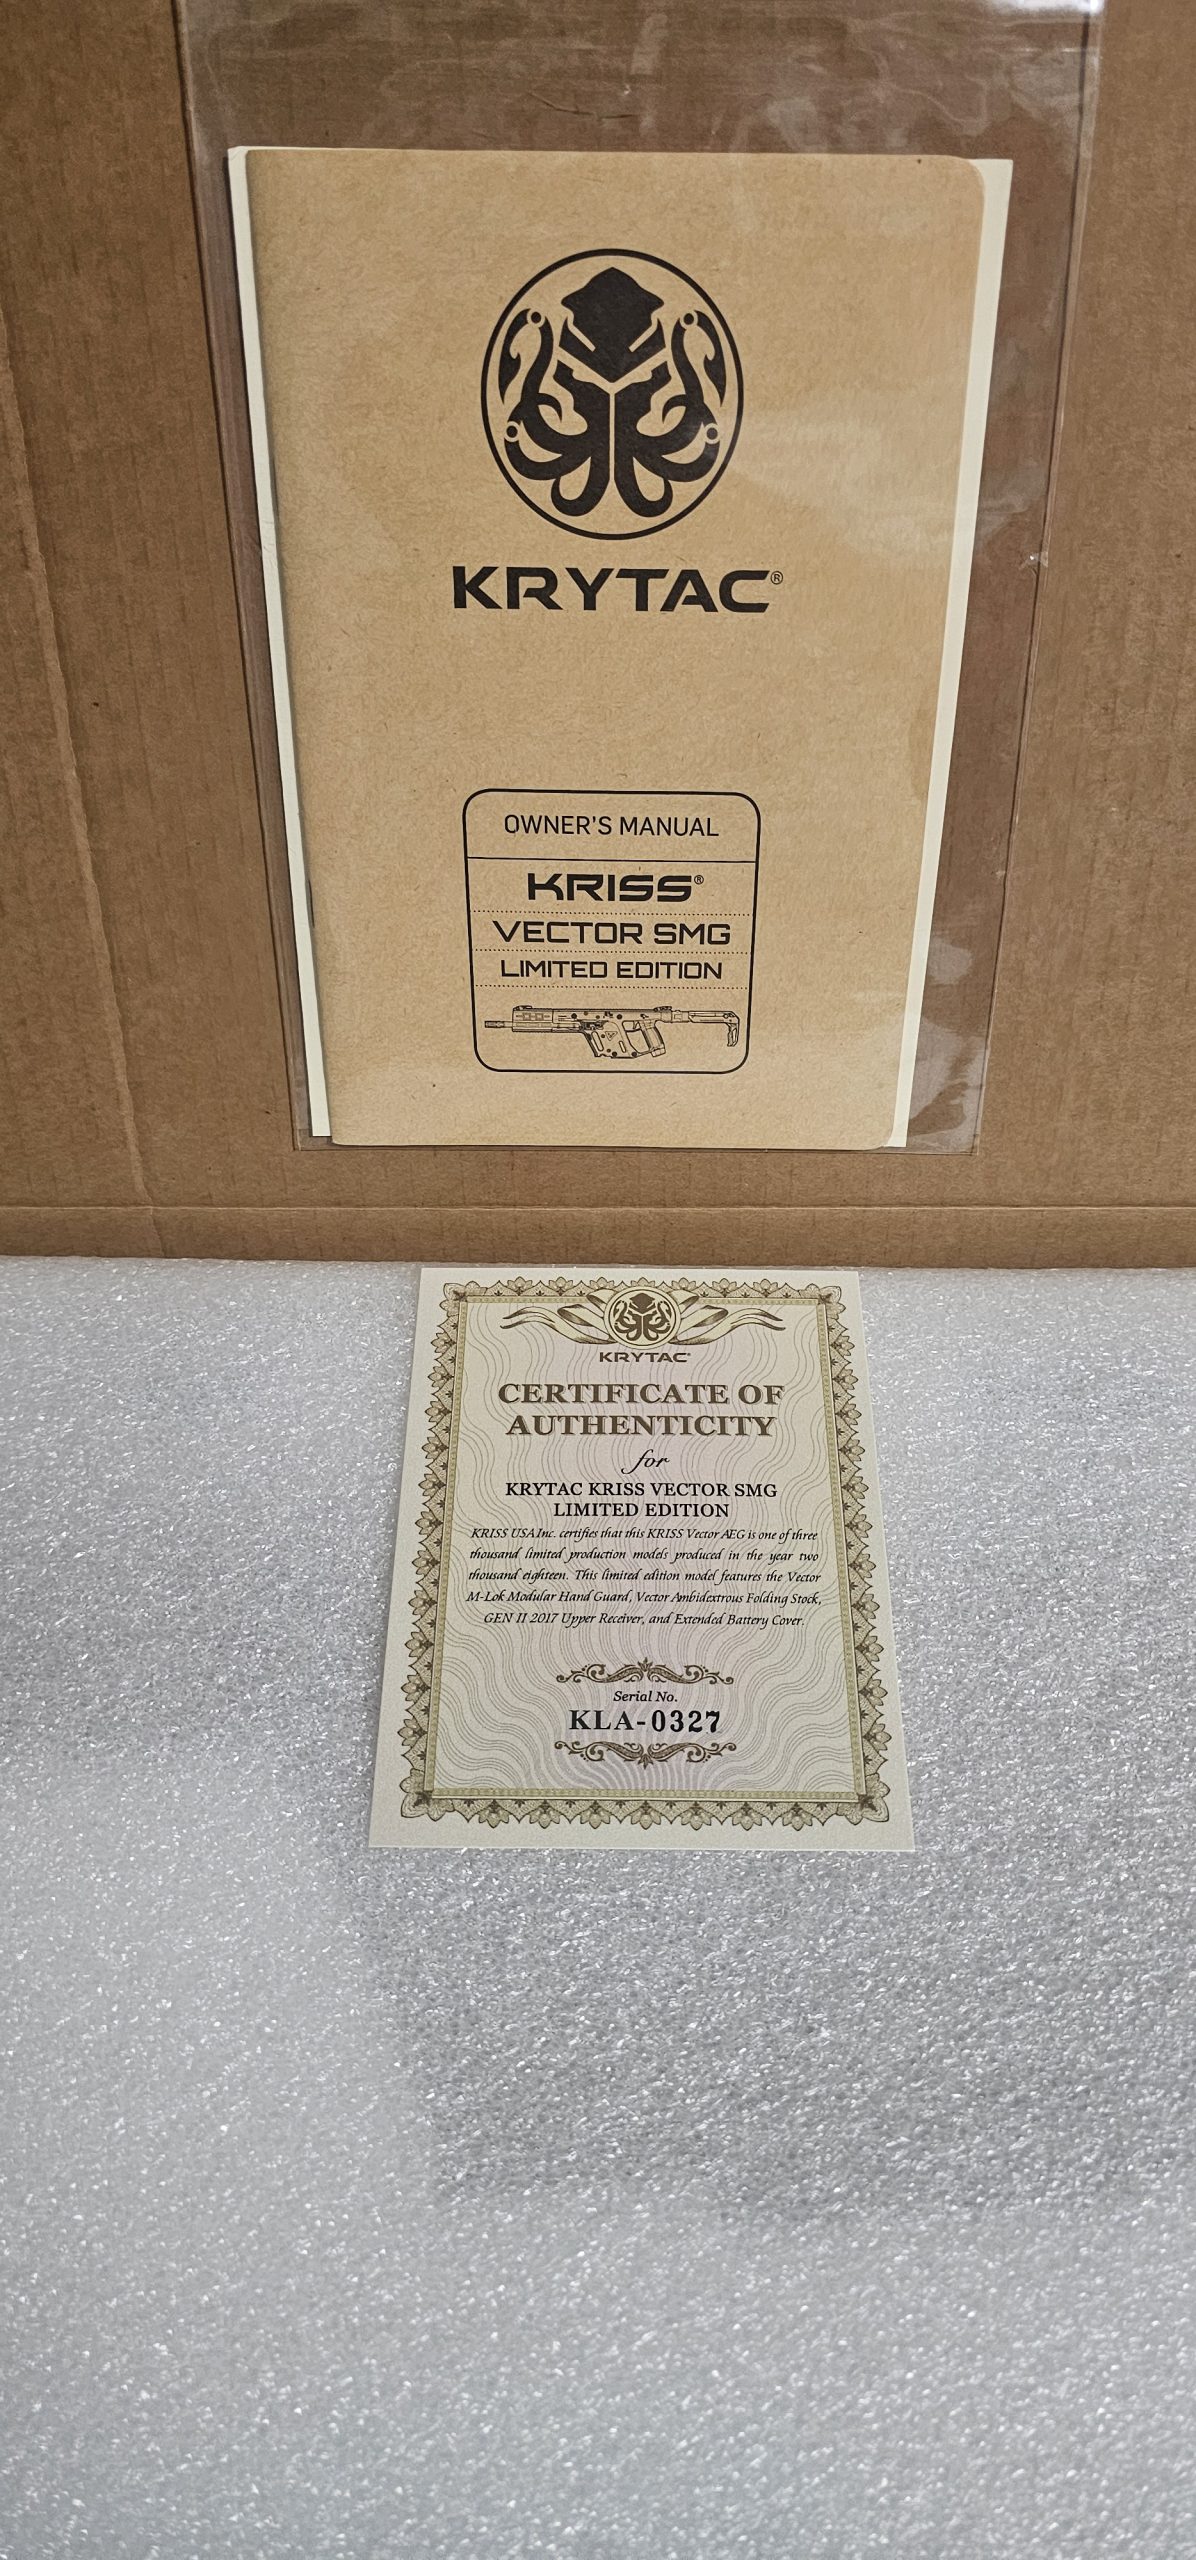 KRYTAC®
OWNER'S MANUAL
KRISS®
VECTOR SMG
LIMITED EDITION
KRYTAC®
CERTIFICATE OF
AUTHENTICITY
for
KRYTAC KRISS VECTOR SMG
LIMITED EDITION
KRISS USA Inc. certifies that this KRISS Vector AEG is one of three
thousand limited production models produced in the year two
thousand eighteen. This limited edition model features the Vector
M-Lok Modular Hand Guard, Vector Ambidextrous Folding Stock,
GEN II 2017 Upper Receiver, and Extended Battery Cover.
Serial No.
KLA-0327